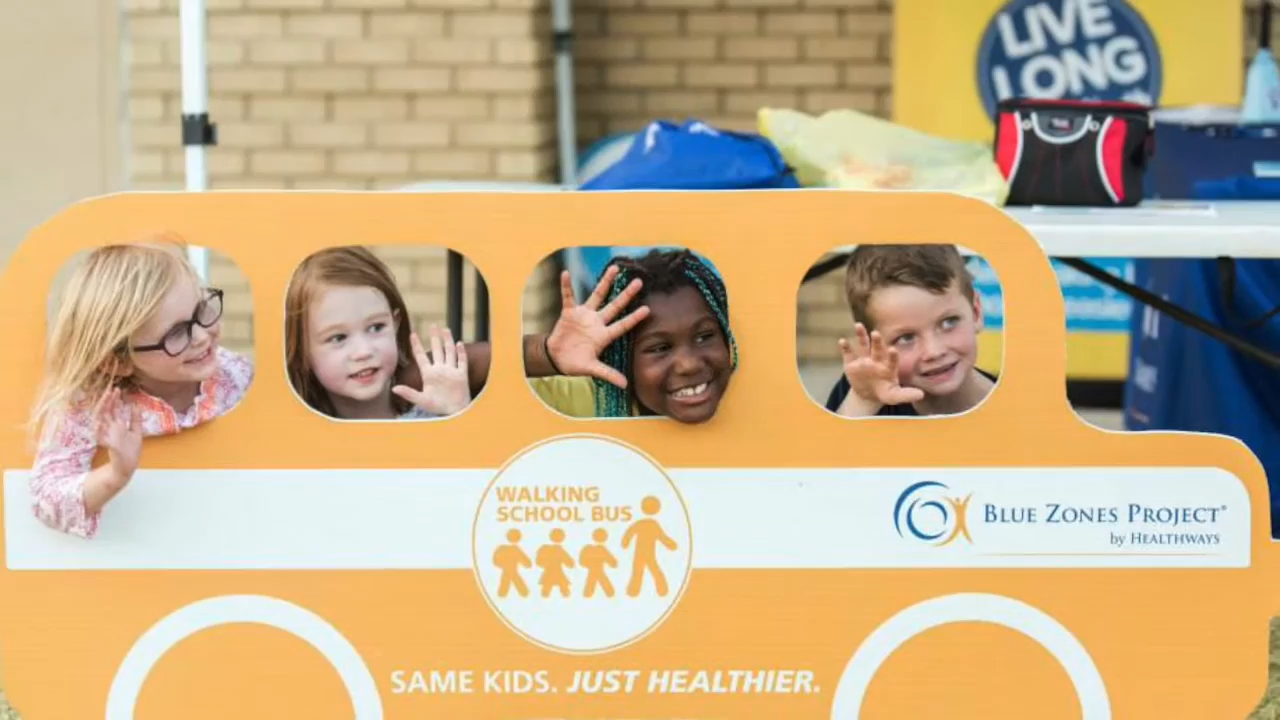 LIVE
LONG
WALKING
SCHOOL BUS
BLUE ZONES PROJECT®
by HEALTHWAYS
SAME KIDS. JUST HEALTHIER.